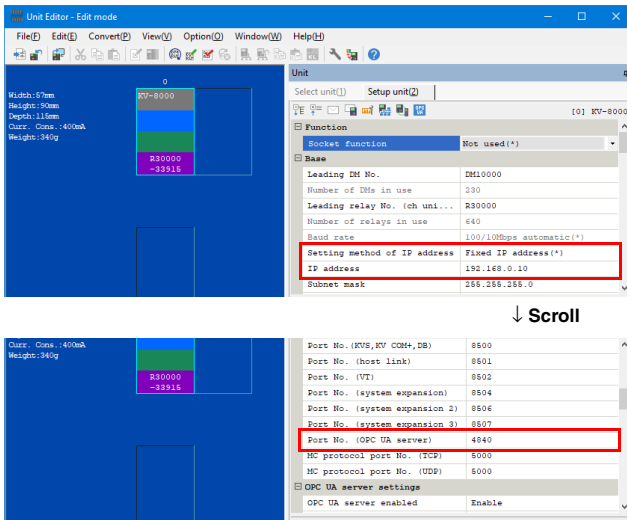 Unit Editor - Edit mode
File(F) Edit(E) Convert(P) View(V) Option(O) Window(W) Help(H)
0
Width:57mm
Height:90mm
Depth:115mm
Curr. Cons.:400mA
Weight:340g
KV-8000
R30000
-33915
Unit
Select unit(1) Setup unit(2)
[0] KV-8000
Function
Socket function Not used(*)
Base
Leading DM No. DM10000
Number of DMs in use 230
Leading relay No. (ch uni... R30000
Number of relays in use 640
Baud rate 100/10Mbps automatic(*)
Setting method of IP address Fixed IP address(*)
IP address 192.168.0.10
Subnet mask 255.255.255.0
↓ Scroll
Curr. Cons.:400mA
Weight:340g
R30000
-33915
Port No.(KVS,KV COM+,DB) 8500
Port No. (host link) 8501
Port No. (VT) 8502
Port No. (system expansion) 8504
Port No. (system expansion 2) 8506
Port No. (system expansion 3) 8507
Port No. (OPC UA server) 4840
MC protocol port No. (TCP) 5000
MC protocol port No. (UDP) 5000
OPC UA server settings
OPC UA server enabled Enable